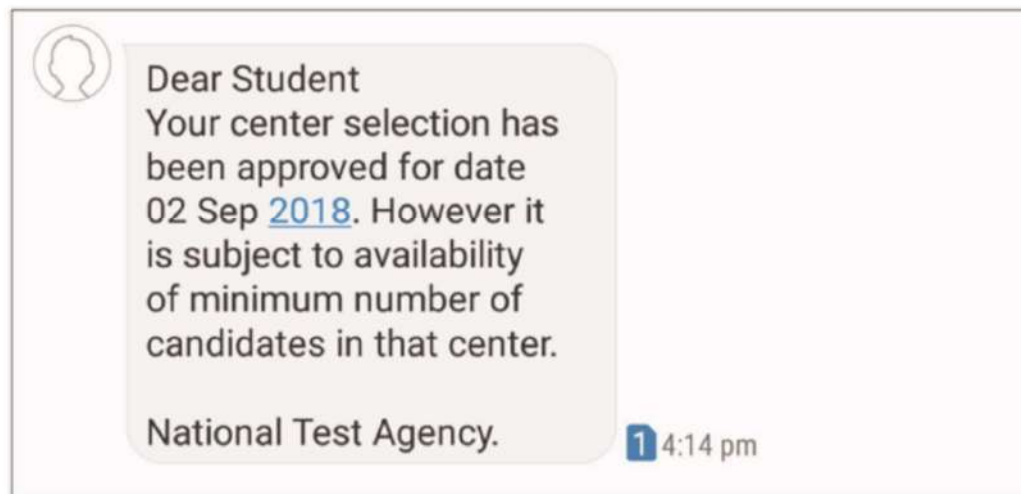 Dear Student
Your center selection has
been approved for date
02 Sep 2018. However it
is subject to availability
of minimum number of
candidates in that center.
National Test Agency.
1 4:14 pm